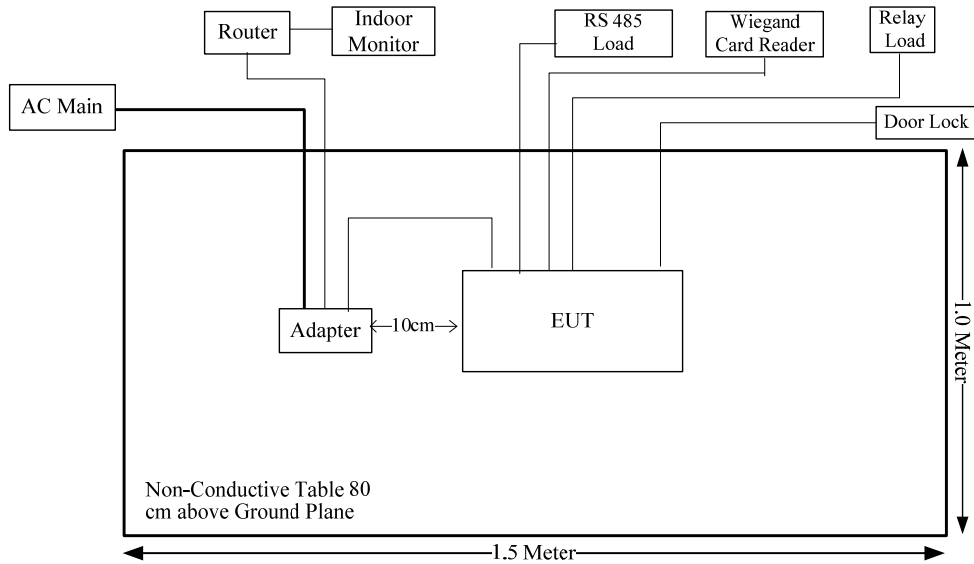 Router
Indoor
Monitor
RS 485
Load
Wiegand
Card Reader
Relay
Load
AC Main
Door Lock
Adapter
10cm
EUT
1.0 Meter
Non-Conductive Table 80
cm above Ground Plane
1.5 Meter